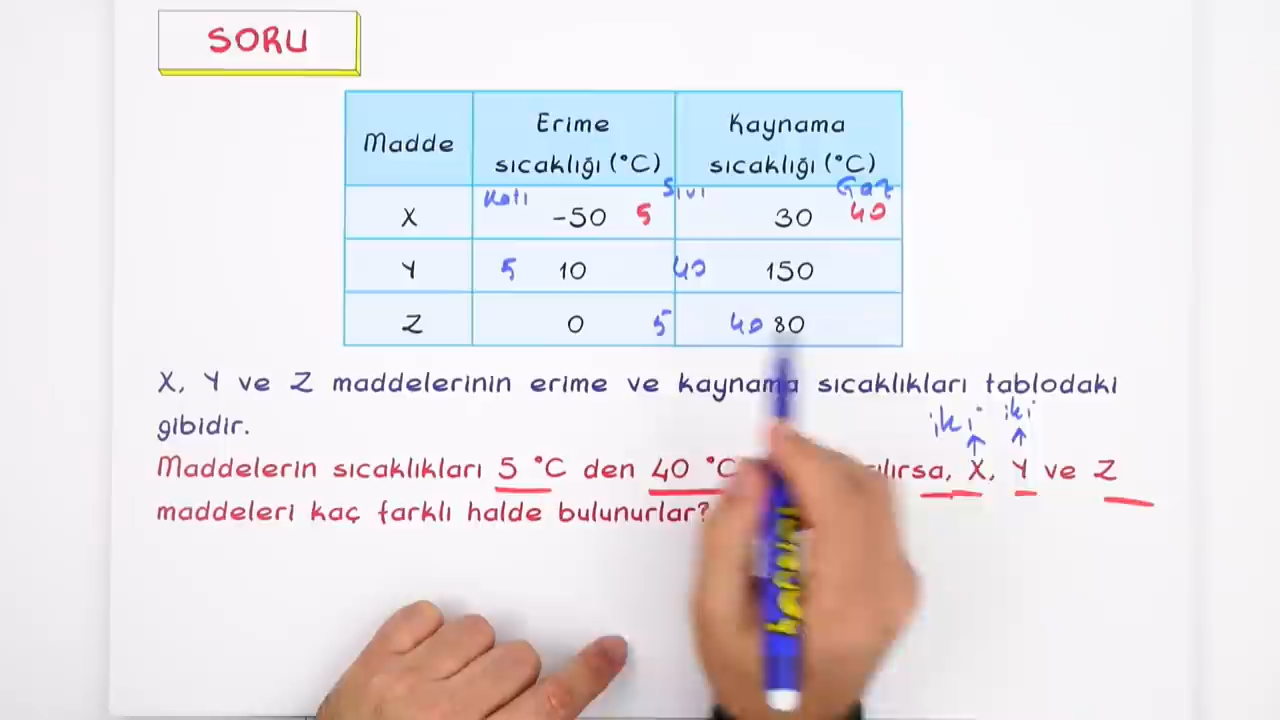 SORU
Madde
Erime sıcaklığı (°C)
Kaynama sıcaklığı (°C)
Katı
Sıvı
Gaz
X -50 5 30 40
Y 5 10 40 150
Z 0 5 40 80
X, Y ve Z maddelerinin erime ve kaynama sıcaklıkları tablodaki
gibidir.
iki iki
Maddelerin sıcaklıkları 5 °C den 40 °C X, Y ve Z
maddeleri kaç farklı halde bulunurlar?